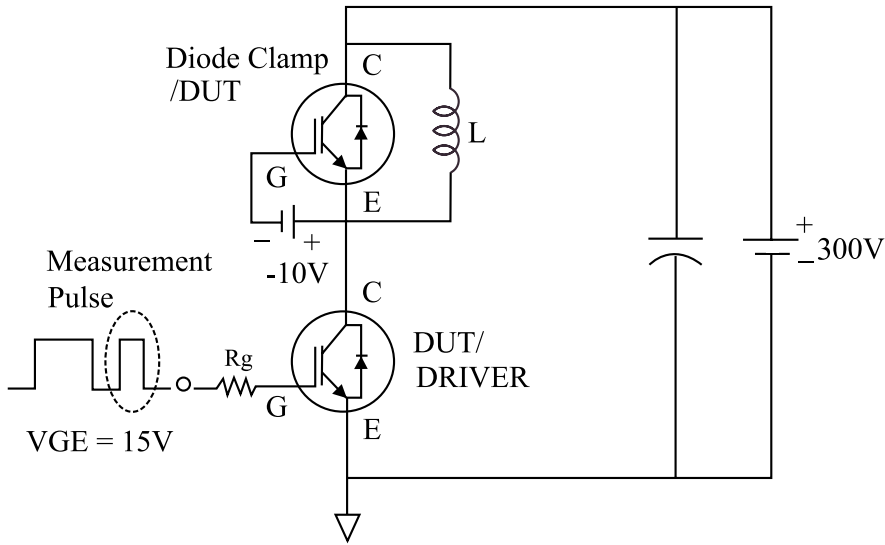 Diode Clamp
/DUT
C
L
G
E
– +
-10V
+
–300V
Measurement
Pulse
C
Rg
DUT/
DRIVER
G
E
VGE = 15V